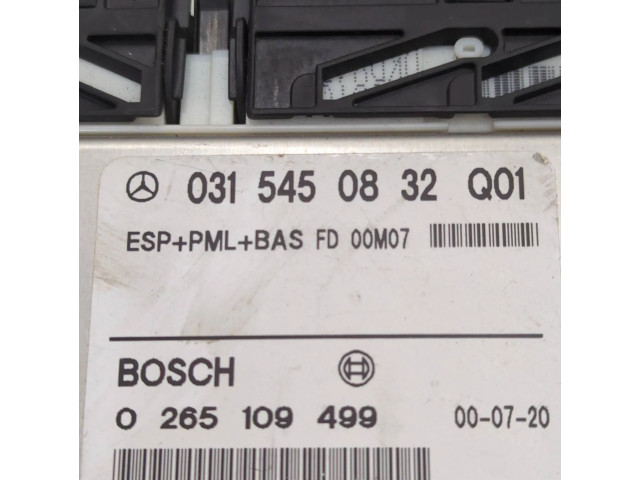 031 545 08 32 Q01
ESP+PML+BAS FD 00M07
BOSCH
0 265 109 499 00-07-20